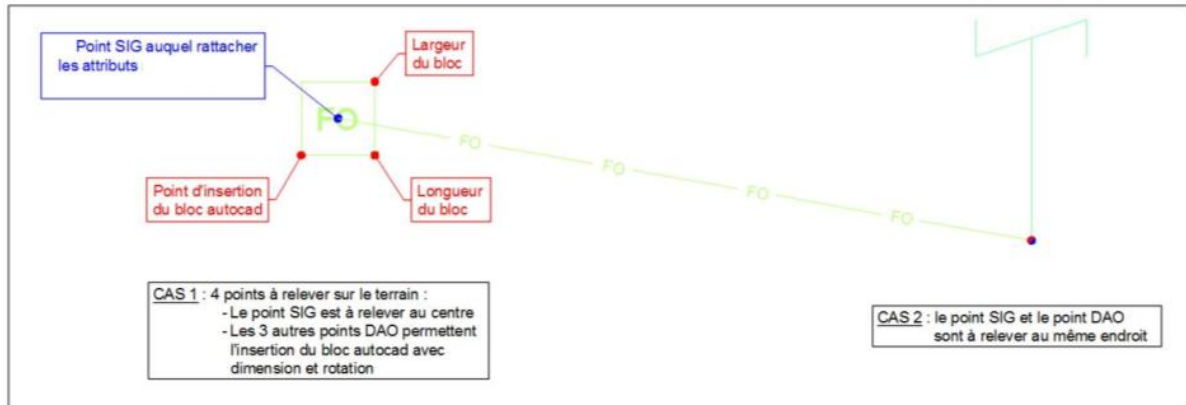 Point SIG auquel rattacher
les attributs
Largeur
du bloc
FO
FO
FO
FO
FO
Point d'insertion
du bloc autocad
Longueur
du bloc
CAS 1 : 4 points à relever sur le terrain :
- Le point SIG est à relever au centre
- Les 3 autres points DAO permettent
l'insertion du bloc autocad avec
dimension et rotation
CAS 2 : le point SIG et le point DAO
sont à relever au même endroit